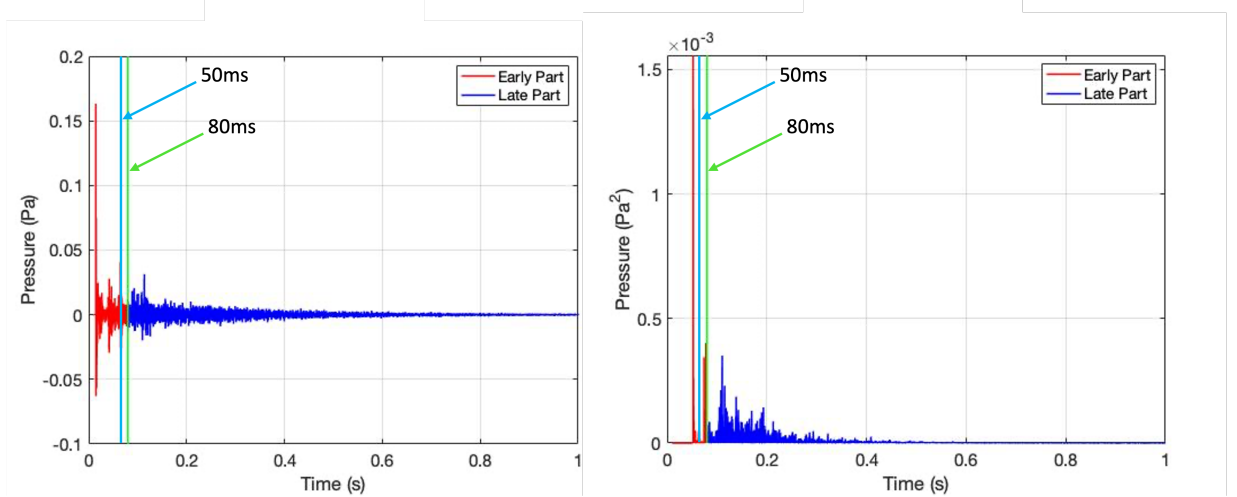 0.2
0.15
0.1
0.05
0
-0.05
-0.1
Pressure (Pa)
50ms
80ms
Early Part
Late Part
0 0.2 0.4 0.6 0.8 1
Time (s)
×10⁻³
1.5
1
0.5
0
Pressure (Pa²)
50ms
80ms
Early Part
Late Part
0 0.2 0.4 0.6 0.8 1
Time (s)